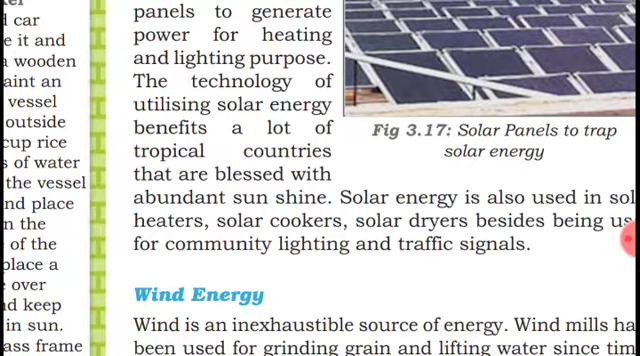 d car
e it and
wooden
aint an
vessel
outside
cup rice
s of water
the vessel
nd place
n the
of the
place a
over
d keep
in sun.
ass frame
panels to generate
power for heating
and lighting purpose.
The technology of
utilising solar energy
benefits a lot of
tropical countries
that are blessed with
abundant sun shine. Solar energy is also used in sol
heaters, solar cookers, solar dryers besides being us
for community lighting and traffic signals.
Fig 3.17: Solar Panels to trap
solar energy
Wind Energy
Wind is an inexhaustible source of energy. Wind mills ha
been used for grinding grain and lifting water since tim